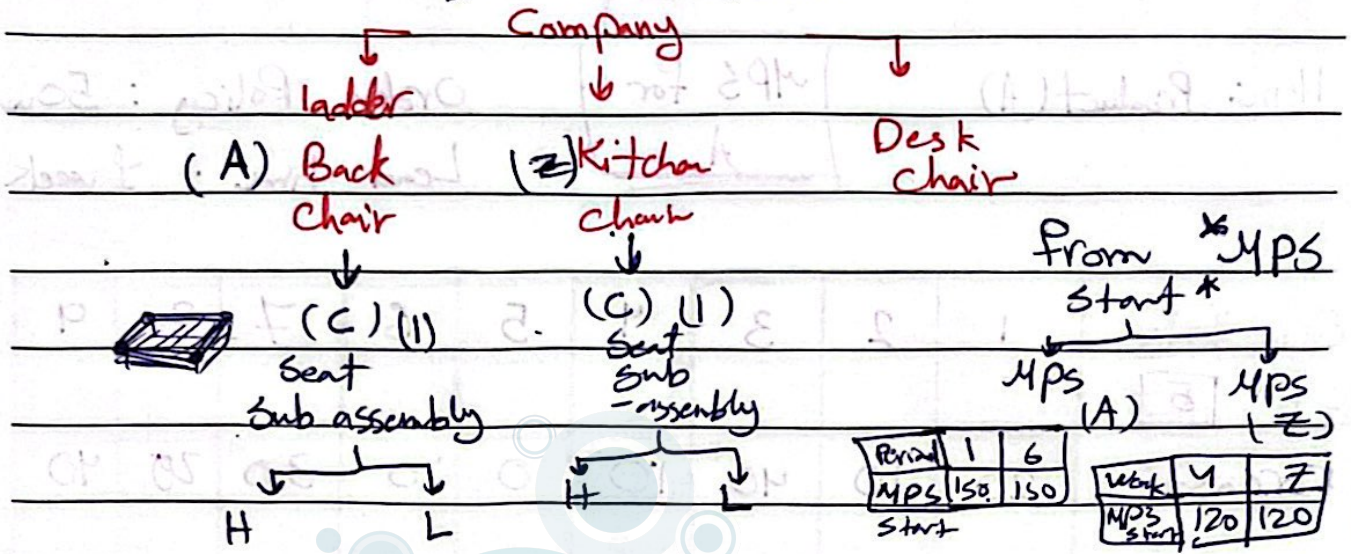 Company
ladder
(A) Back
Chair
(Z) Kitchen
chair
Desk
Chair
(C) (1)
Seat
Sub assembly
H L
(C) (1)
Seat
Sub
-assembly
H L
from *MPS
Start*
MPS
(A)
MPS
(Z)
Period 1 6
MPS 150 150
Start
Week 4 7
MPS Start 120 120